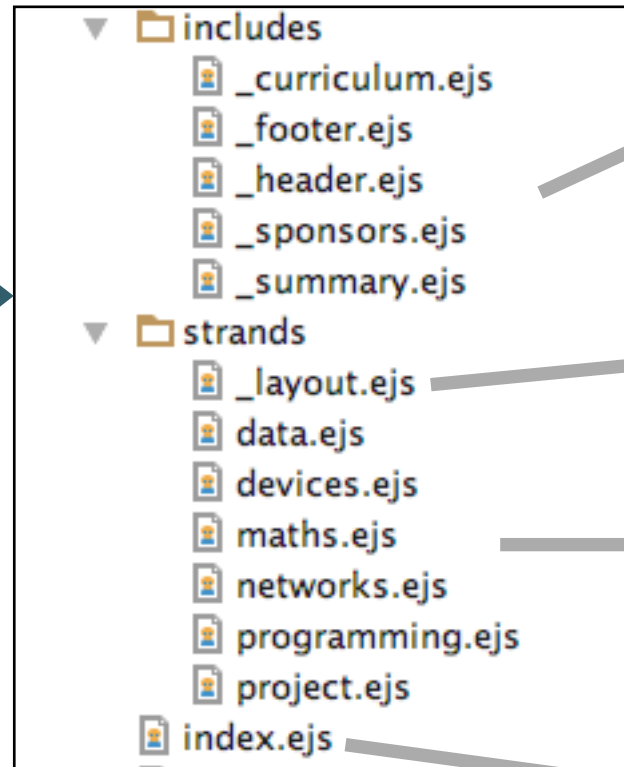 includes
_curriculum.ejs
_footer.ejs
_header.ejs
_sponsors.ejs
_summary.ejs
strands
_layout.ejs
data.ejs
devices.ejs
maths.ejs
networks.ejs
programming.ejs
project.ejs
index.ejs